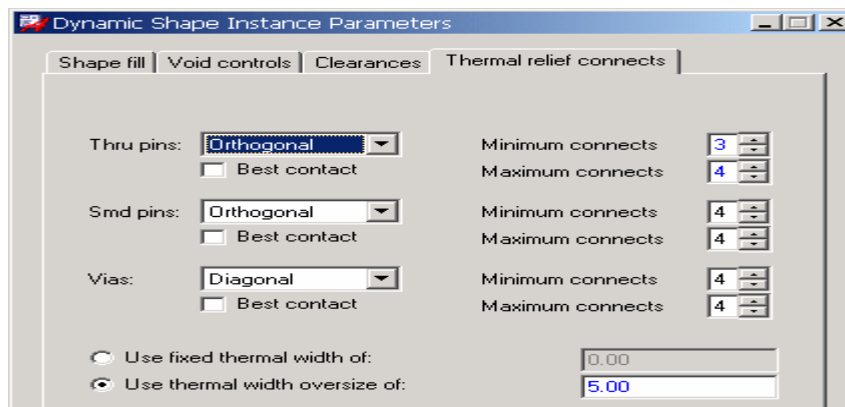 Dynamic Shape Instance Parameters
Shape fill Void controls Clearances Thermal relief connects
Thru pins: Orthogonal Minimum connects 3
Best contact Maximum connects 4
Smd pins: Orthogonal Minimum connects 4
Best contact Maximum connects 4
Vias: Diagonal Minimum connects 4
Best contact Maximum connects 4
Use fixed thermal width of: 0.00
Use thermal width oversize of: 5.00